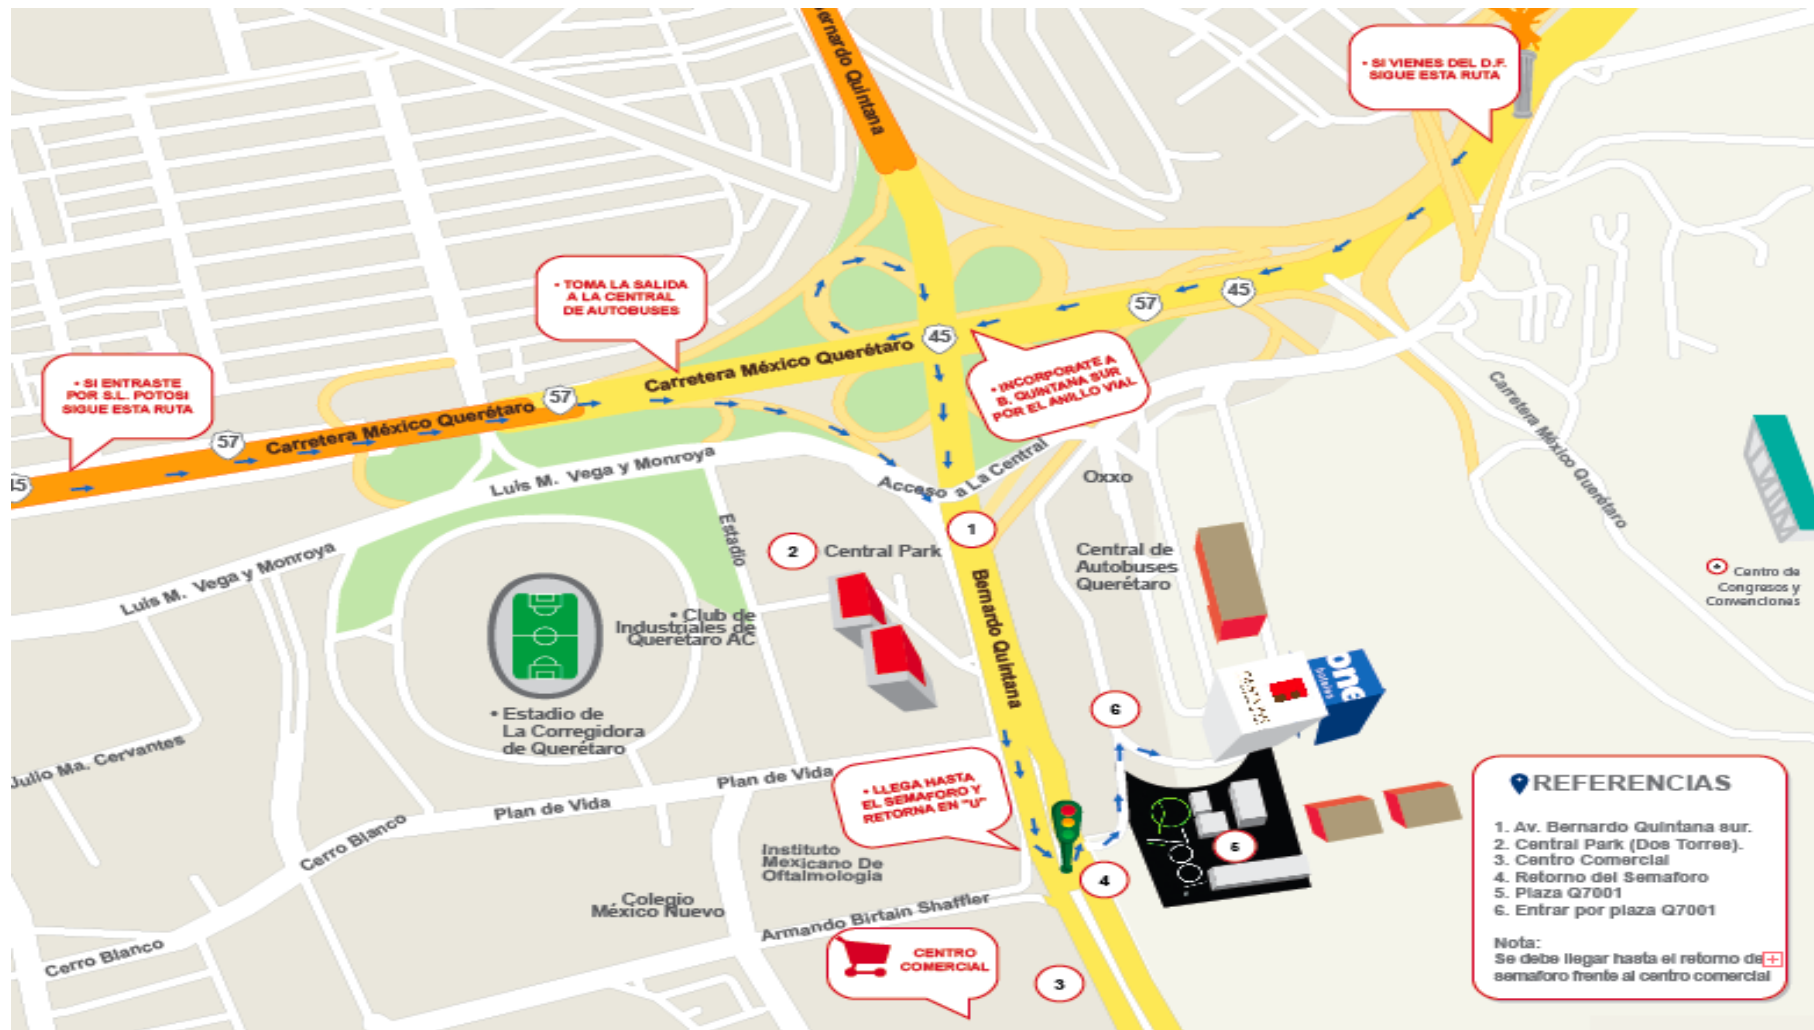 Bernardo Quintana
• SI VIENES DEL D.F.
SIGUE ESTA RUTA
• TOMA LA SALIDA
A LA CENTRAL
DE AUTOBUSES
45
57
45
• SI ENTRASTE
POR S.L. POTOSI
SIGUE ESTA RUTA
Carretera México Querétaro
57
Carretera México Querétaro
57
45
• INCORPORATE A
B. QUINTANA SUR
POR EL ANILLO VIAL
Carretera México Querétaro
Luis M. Vega y Monroya
Acceso a La Central
Oxxo
Estadio
1
2
Central Park
Central de
Autobuses
Querétaro
Centro de
Congresos y
Convenciones
Luis M. Vega y Monroya
• Club de
Industriales de
Querétaro AC
Bernardo Quintana
one
hoteles
6
• Estadio de
La Corregidora
de Querétaro
Julio Ma. Cervantes
Plan de Vida
Plan de Vida
• LLEGA HASTA
EL SEMAFORO Y
RETORNA EN "U"
Cerro Blanco
Instituto
Mexicano De
Oftalmologia
5
4
Colegio
México Nuevo
Armando Birtain Shaffler
Cerro Blanco
CENTRO
COMERCIAL
3
REFERENCIAS
1. Av. Bernardo Quintana sur.
2. Central Park (Dos Torres).
3. Centro Comercial
4. Retorno del Semaforo
5. Plaza Q7001
6. Entrar por plaza Q7001
Nota:
Se debe llegar hasta el retorno de
semaforo frente al centro comercial